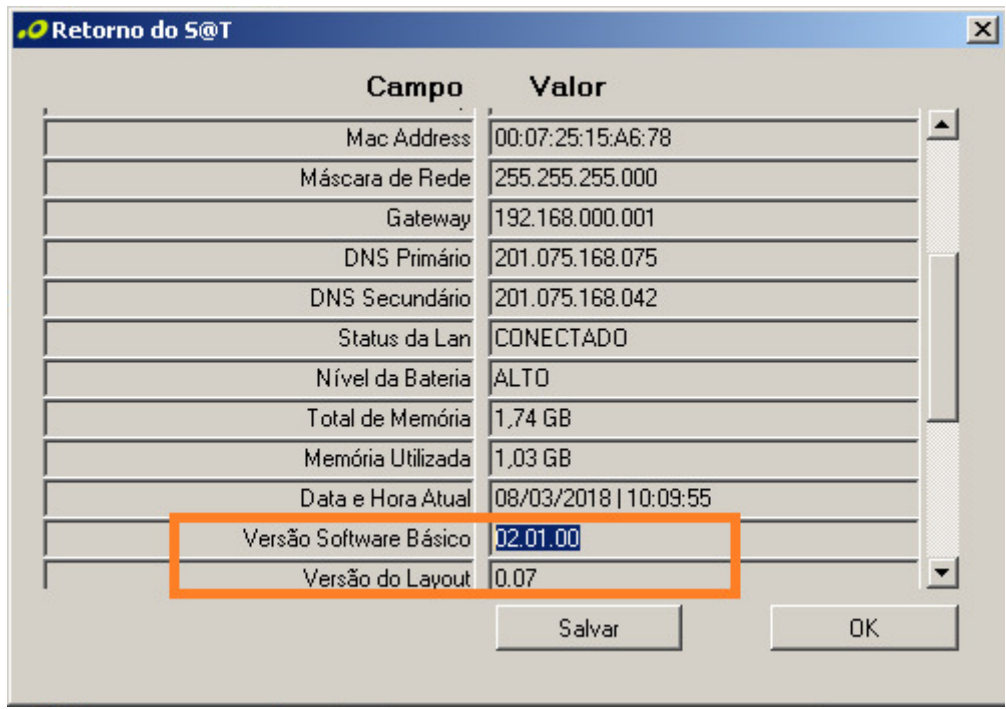 Retorno do S@T
Campo Valor
Mac Address 00:07:25:15:A6:78
Máscara de Rede 255.255.255.000
Gateway 192.168.000.001
DNS Primário 201.075.168.075
DNS Secundário 201.075.168.042
Status da Lan CONECTADO
Nível da Bateria ALTO
Total de Memória 1,74 GB
Memória Utilizada 1,03 GB
Data e Hora Atual 08/03/2018 | 10:09:55
Versão Software Básico 02.01.00
Versão do Layout 0.07
Salvar OK